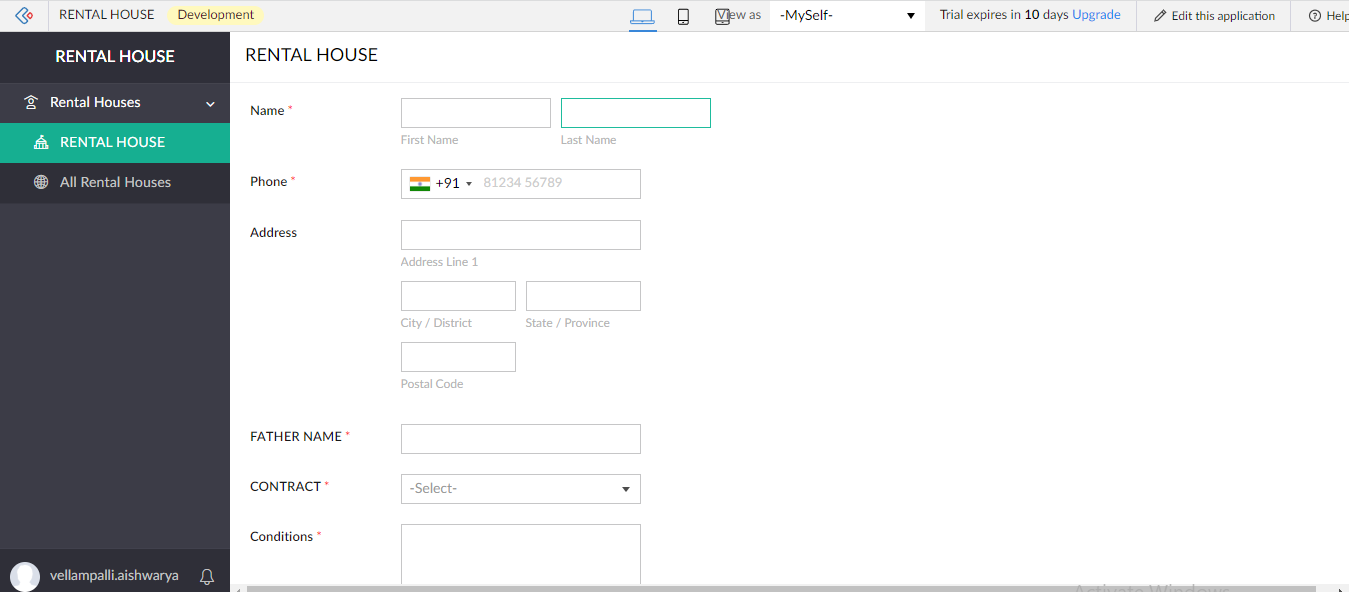 RENTAL HOUSE Development View as -MySelf- Trial expires in 10 days Upgrade Edit this application Help
RENTAL HOUSE
Rental Houses
RENTAL HOUSE
All Rental Houses
vellampalli.aishwarya
RENTAL HOUSE
Name *
First Name Last Name
Phone * +91 81234 56789
Address
Address Line 1
City / District State / Province
Postal Code
FATHER NAME *
CONTRACT * -Select-
Conditions *
Activate Windows